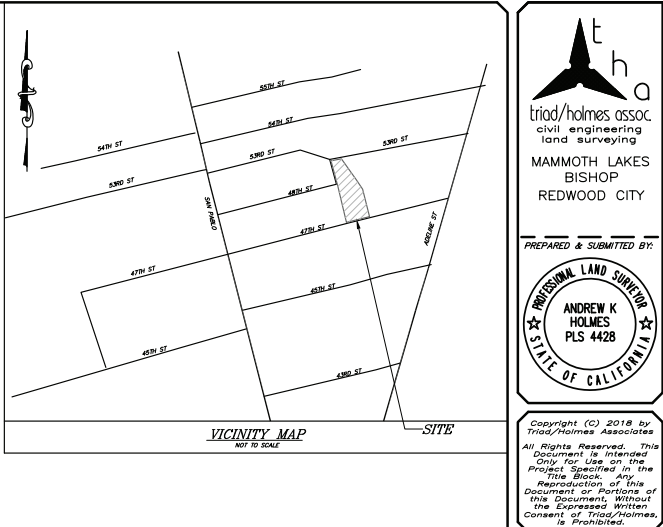 55TH ST
54TH ST
54TH ST
53RD ST
53RD ST
53RD ST
48TH ST
SAN PABLO
47TH ST
ADELINE ST
47TH ST
45TH ST
45TH ST
43RD ST
VICINITY MAP
NOT TO SCALE
SITE
t
h
a
triad/holmes assoc.
civil engineering
land surveying
MAMMOTH LAKES
BISHOP
REDWOOD CITY
PREPARED & SUBMITTED BY:
PROFESSIONAL LAND SURVEYOR
ANDREW K
HOLMES
PLS 4428
STATE OF CALIFORNIA
Copyright (C) 2018 by
Triad/Holmes Associates
All Rights Reserved. This
Document is Intended
Only for Use on the
Project Specified in the
Title Block. Any
Reproduction of this
Document or Portions of
this Document, Without
the Expressed Written
Consent of Triad/Holmes,
is Prohibited.